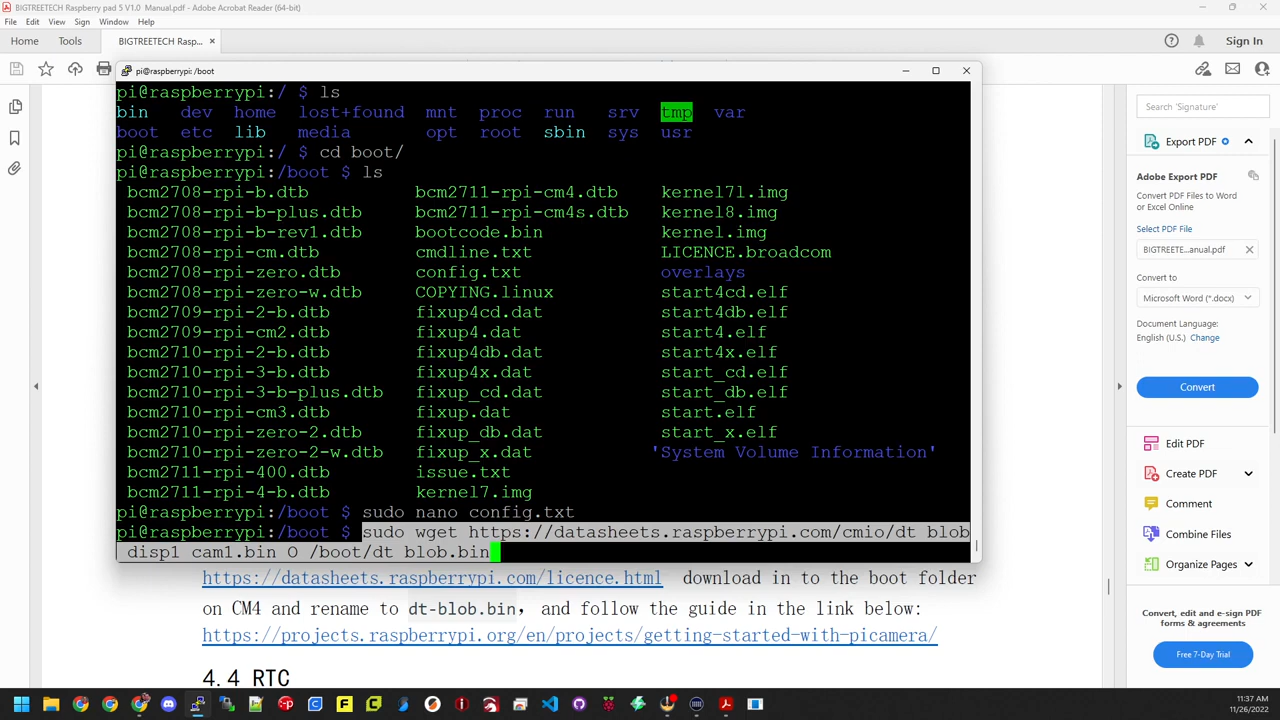 BIGTREETECH Raspberry pad 5 V1.0 Manual.pdf - Adobe Acrobat Reader (64-bit)
File Edit View Sign Window Help
Home Tools BIGTREETECH Rasp... × Sign In
pi@raspberrypi: /boot
pi@raspberrypi:/ $ ls
bin dev home lost+found mnt proc run srv tmp var
boot etc lib media opt root sbin sys usr
pi@raspberrypi:/ $ cd boot/
pi@raspberrypi:/boot $ ls
bcm2708-rpi-b.dtb bcm2711-rpi-cm4.dtb kernel7l.img
bcm2708-rpi-b-plus.dtb bcm2711-rpi-cm4s.dtb kernel8.img
bcm2708-rpi-b-rev1.dtb bootcode.bin kernel.img
bcm2708-rpi-cm.dtb cmdline.txt LICENCE.broadcom
bcm2708-rpi-zero.dtb config.txt overlays
bcm2708-rpi-zero-w.dtb COPYING.linux start4cd.elf
bcm2709-rpi-2-b.dtb fixup4cd.dat start4db.elf
bcm2709-rpi-cm2.dtb fixup4.dat start4.elf
bcm2710-rpi-2-b.dtb fixup4db.dat start4x.elf
bcm2710-rpi-3-b.dtb fixup4x.dat start_cd.elf
bcm2710-rpi-3-b-plus.dtb fixup_cd.dat start_db.elf
bcm2710-rpi-cm3.dtb fixup.dat start.elf
bcm2710-rpi-zero-2.dtb fixup_db.dat start_x.elf
bcm2710-rpi-zero-2-w.dtb fixup_x.dat 'System Volume Information'
bcm2711-rpi-400.dtb issue.txt
bcm2711-rpi-4-b.dtb kernel7.img
pi@raspberrypi:/boot $ sudo nano config.txt
pi@raspberrypi:/boot $ sudo wget https://datasheets.raspberrypi.com/cmio/dt blob
disp1 cam1.bin O /boot/dt blob.bin
https://datasheets.raspberrypi.com/licence.html download in to the boot folder
on CM4 and rename to dt-blob.bin, and follow the guide in the link below:
https://projects.raspberrypi.org/en/projects/getting-started-with-picamera/
4.4 RTC
Search 'Signature'
Export PDF
Adobe Export PDF
Convert PDF Files to Word
or Excel Online
Select PDF File
BIGTREETE...anual.pdf
Convert to
Microsoft Word (*.docx)
Document Language:
English (U.S.) Change
Convert
Edit PDF
Create PDF
Comment
Combine Files
Organize Pages
Convert, edit and e-sign PDF
forms & agreements
Free 7-Day Trial
11:37 AM
11/26/2022